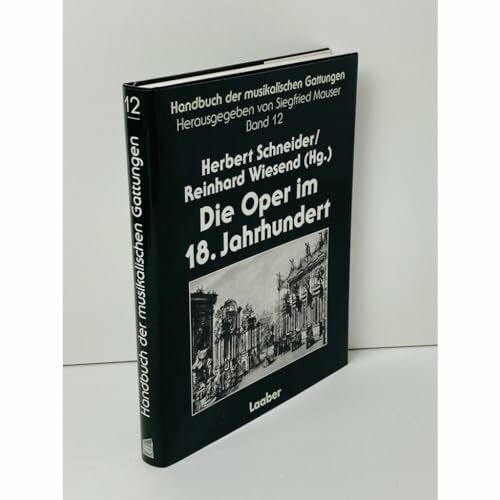 12
Handbuch der musikalischen Gattungen
Handbuch der musikalischen Gattungen
Herausgegeben von Siegfried Mauser
Band 12
Herbert Schneider/
Reinhard Wiesend (Hg.)
Die Oper im
18. Jahrhundert
Laaber